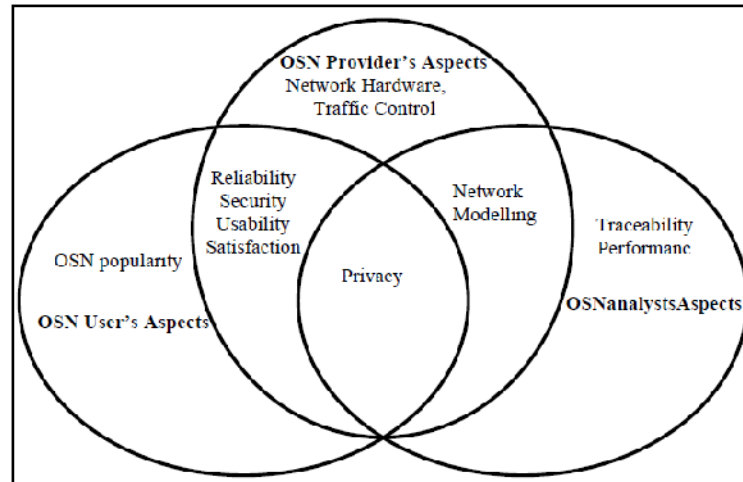 OSN Provider's Aspects
Network Hardware,
Traffic Control
Reliability
Security
Usability
Satisfaction
Network
Modelling
Traceability
Performanc
OSN popularity
Privacy
OSN User's Aspects
OSNanalystsAspects